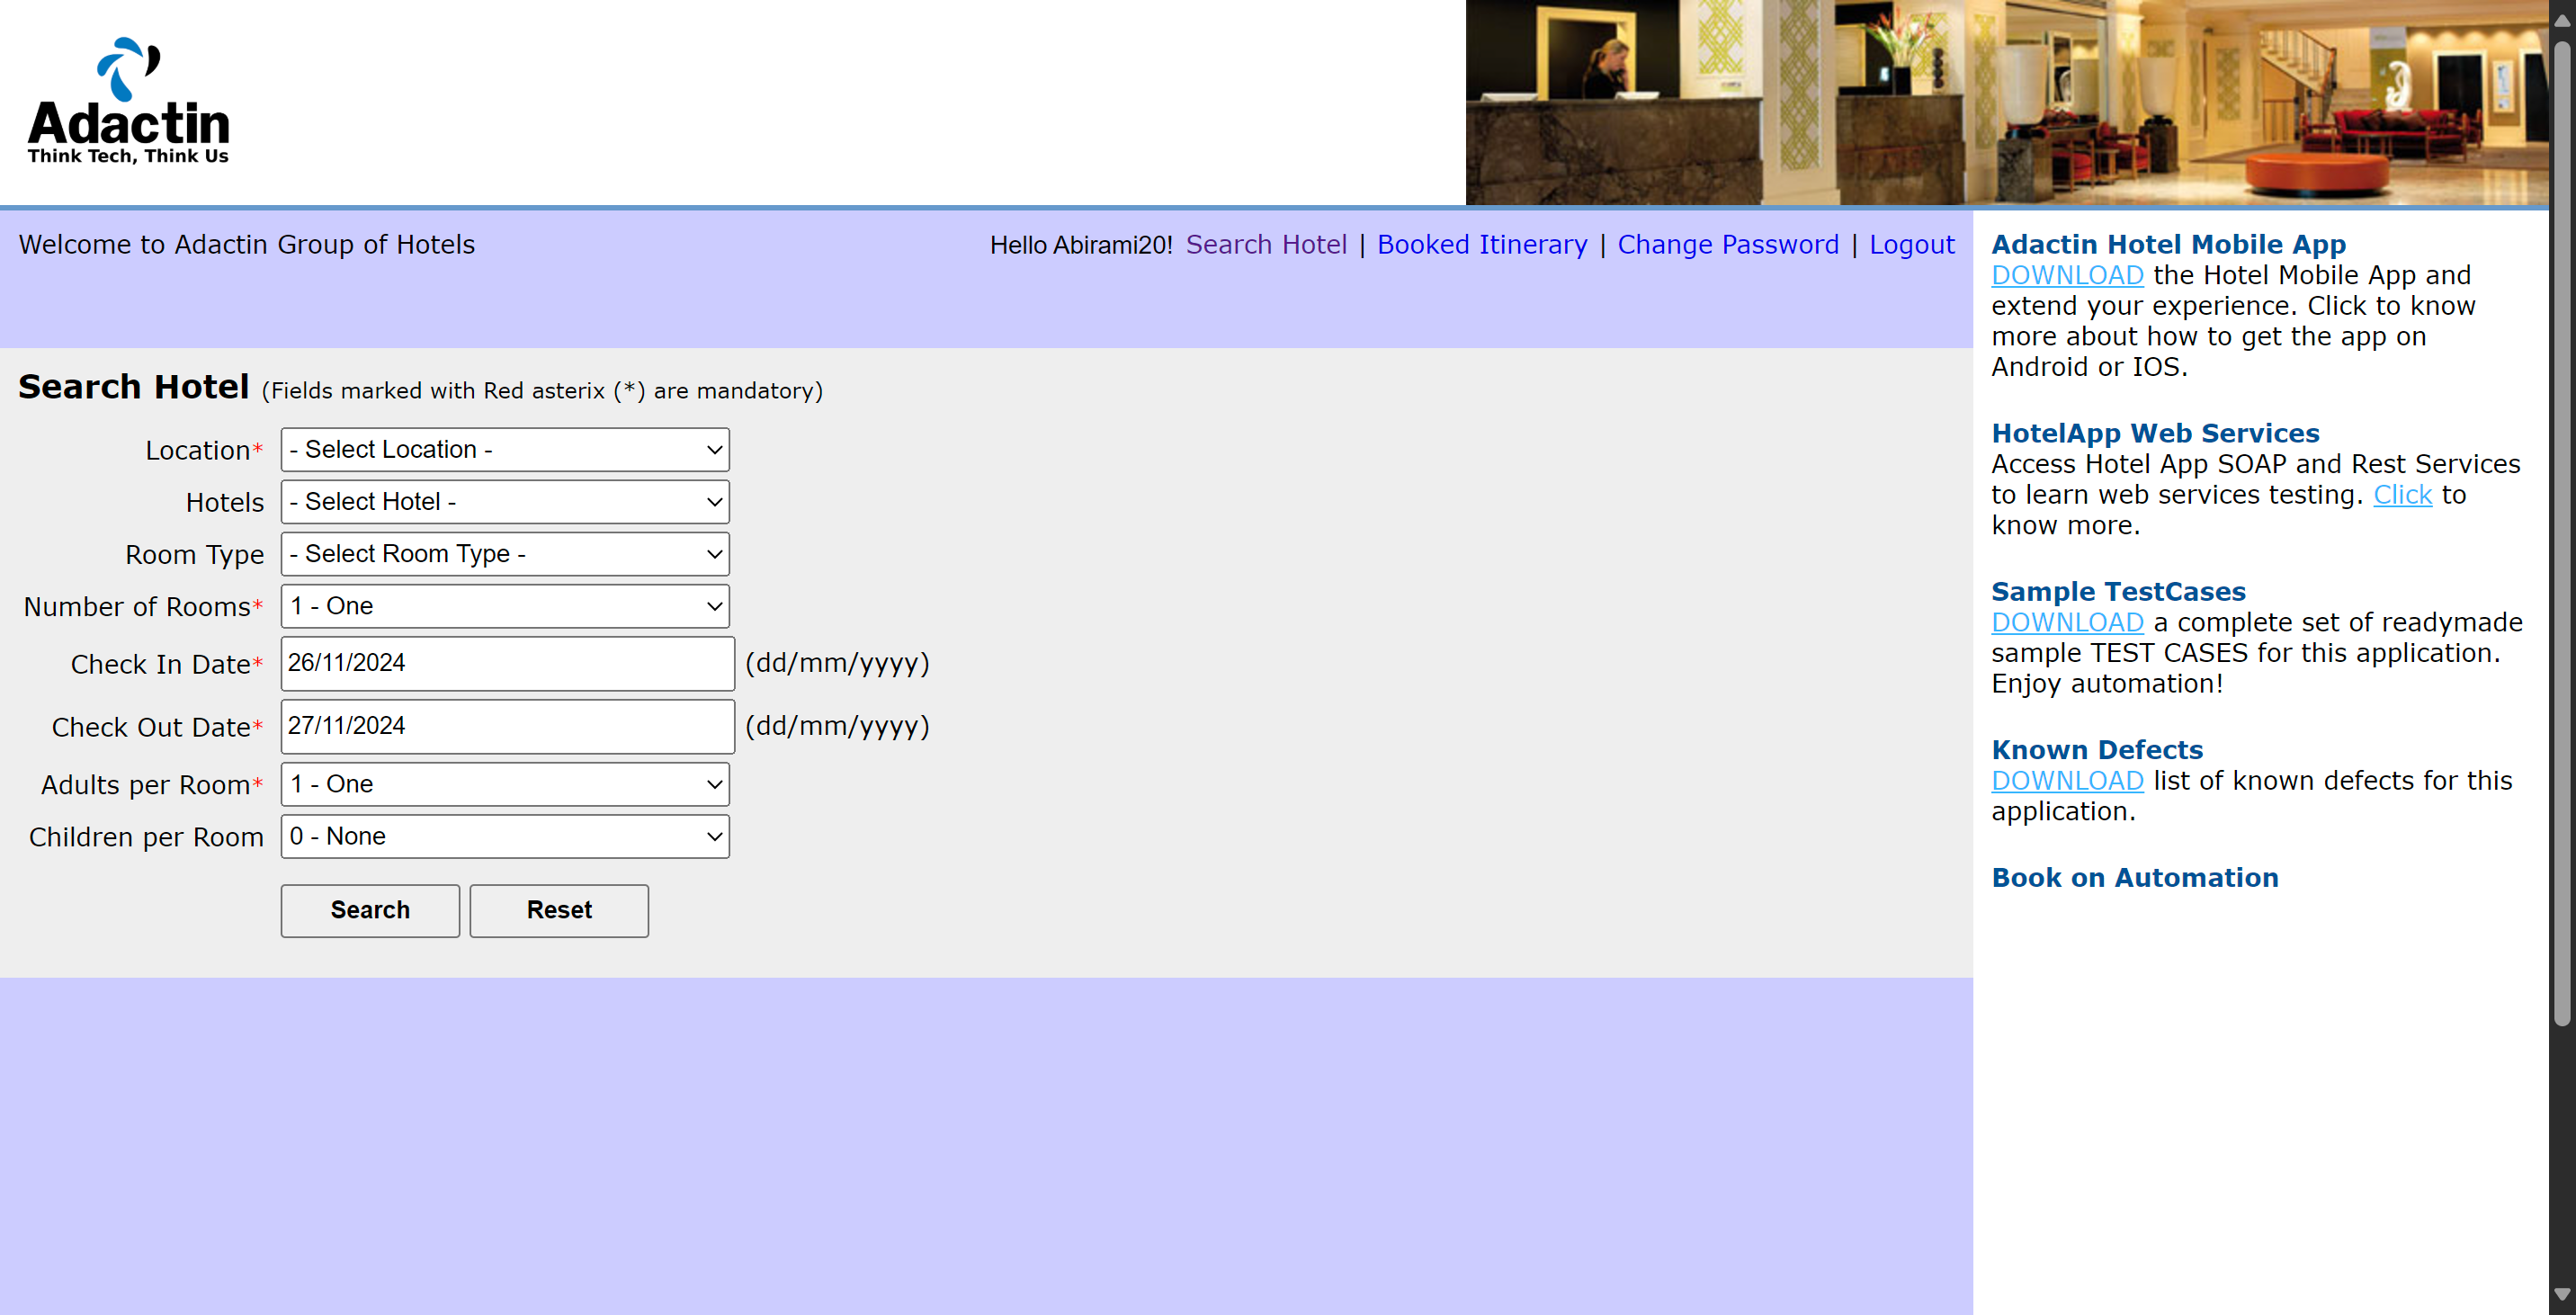 Adactin
Think Tech, Think Us
Welcome to Adactin Group of Hotels
Hello Abirami20! Search Hotel | Booked Itinerary | Change Password | Logout
Search Hotel (Fields marked with Red asterix (*) are mandatory)
Location* - Select Location -
Hotels - Select Hotel -
Room Type - Select Room Type -
Number of Rooms* 1 - One
Check In Date* 26/11/2024 (dd/mm/yyyy)
Check Out Date* 27/11/2024 (dd/mm/yyyy)
Adults per Room* 1 - One
Children per Room 0 - None
Search Reset
Adactin Hotel Mobile App
DOWNLOAD the Hotel Mobile App and
extend your experience. Click to know
more about how to get the app on
Android or IOS.
HotelApp Web Services
Access Hotel App SOAP and Rest Services
to learn web services testing. Click to
know more.
Sample TestCases
DOWNLOAD a complete set of readymade
sample TEST CASES for this application.
Enjoy automation!
Known Defects
DOWNLOAD list of known defects for this
application.
Book on Automation